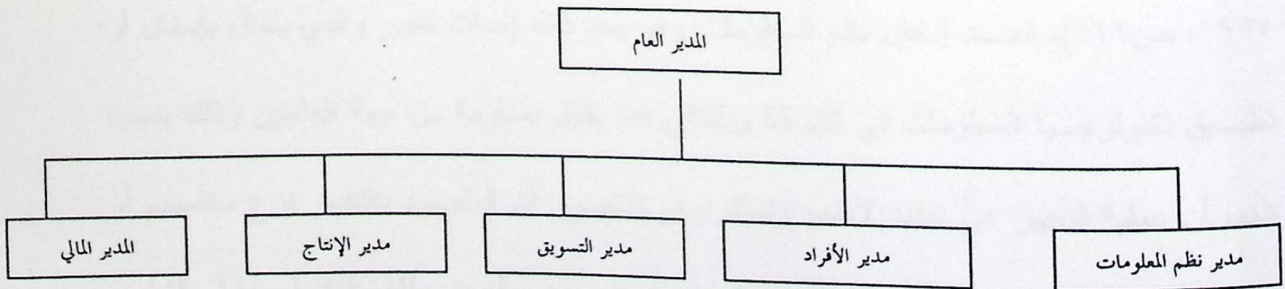 المدير العام
مدير نظم المعلومات
مدير الأفراد
مدير التسويق
مدير الإنتاج
المدير المالي